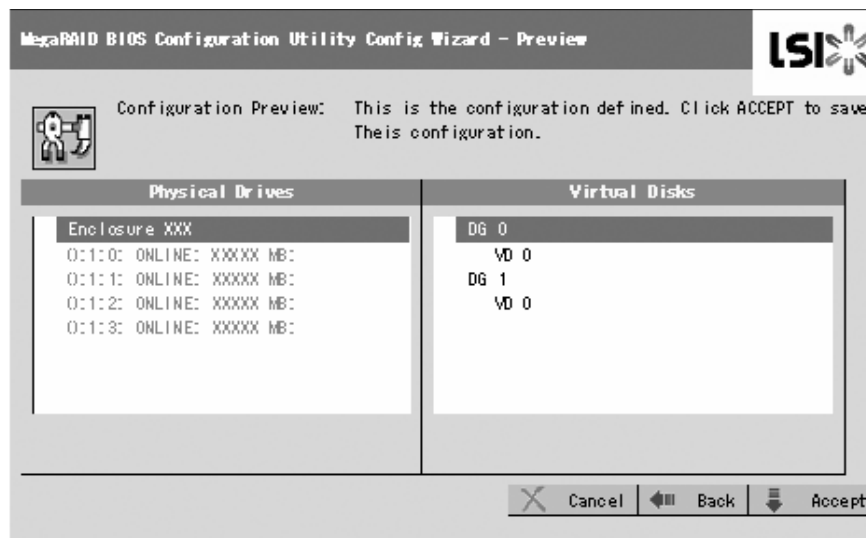 MegaRAID BIOS Configuration Utility Config Wizard - Preview
LSI
Configuration Preview: This is the configuration defined. Click ACCEPT to save
Theis configuration.
Physical Drives
Virtual Disks
Enclosure XXX
0:1:0: ONLINE: XXXXX MB:
0:1:1: ONLINE: XXXXX MB:
0:1:2: ONLINE: XXXXX MB:
0:1:3: ONLINE: XXXXX MB:
DG 0
VD 0
DG 1
VD 0
Cancel
Back
Accept